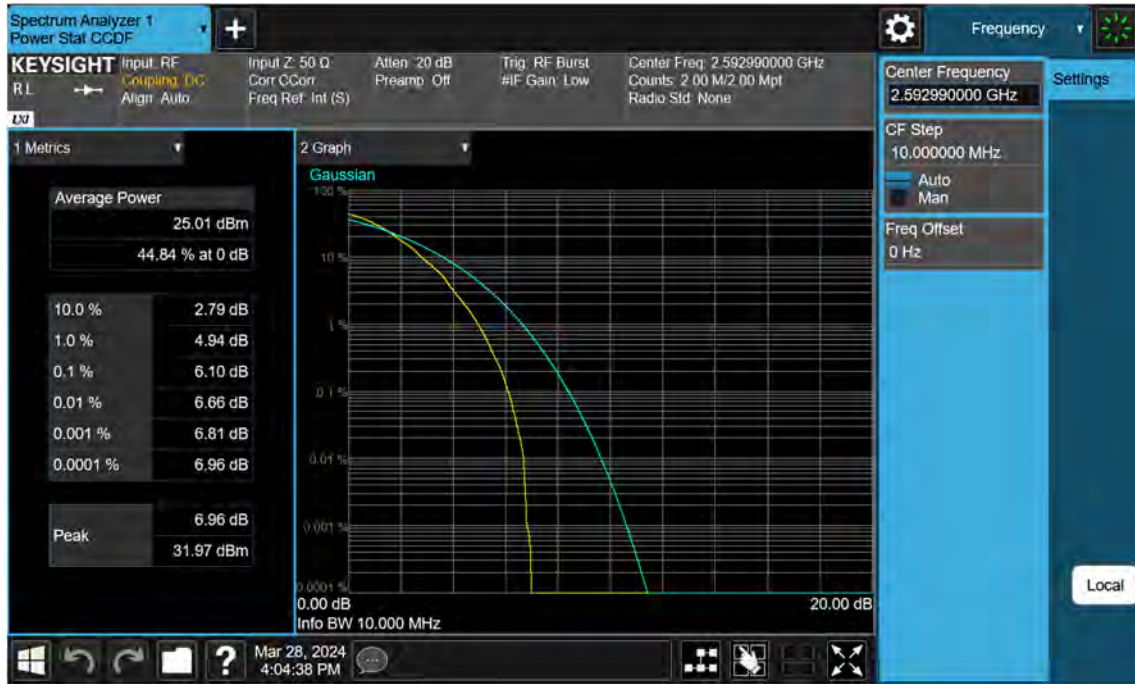 Spectrum Analyzer 1
Power Stat CCDF
+
Frequency
KEYSIGHT
RL
LXI
Input: RF
Coupling: DC
Align: Auto
Input Z: 50 Ω
Corr CCorr
Freq Ref: Int (S)
Atten: 20 dB
Preamp: Off
Trig: RF Burst
#IF Gain: Low
Center Freq: 2.592990000 GHz
Counts: 2.00 M/2.00 Mpt
Radio Std: None
Center Frequency
2.592990000 GHz
Settings
CF Step
10.000000 MHz
Auto
Man
Freq Offset
0 Hz
1 Metrics
Average Power
25.01 dBm
44.84 % at 0 dB
10.0 % 2.79 dB
1.0 % 4.94 dB
0.1 % 6.10 dB
0.01 % 6.66 dB
0.001 % 6.81 dB
0.0001 % 6.96 dB
Peak
6.96 dB
31.97 dBm
2 Graph
Gaussian
100 %
10 %
1 %
0.1 %
0.01 %
0.001 %
0.0001 %
0.00 dB 20.00 dB
Info BW 10.000 MHz
Local
?
Mar 28, 2024
4:04:38 PM